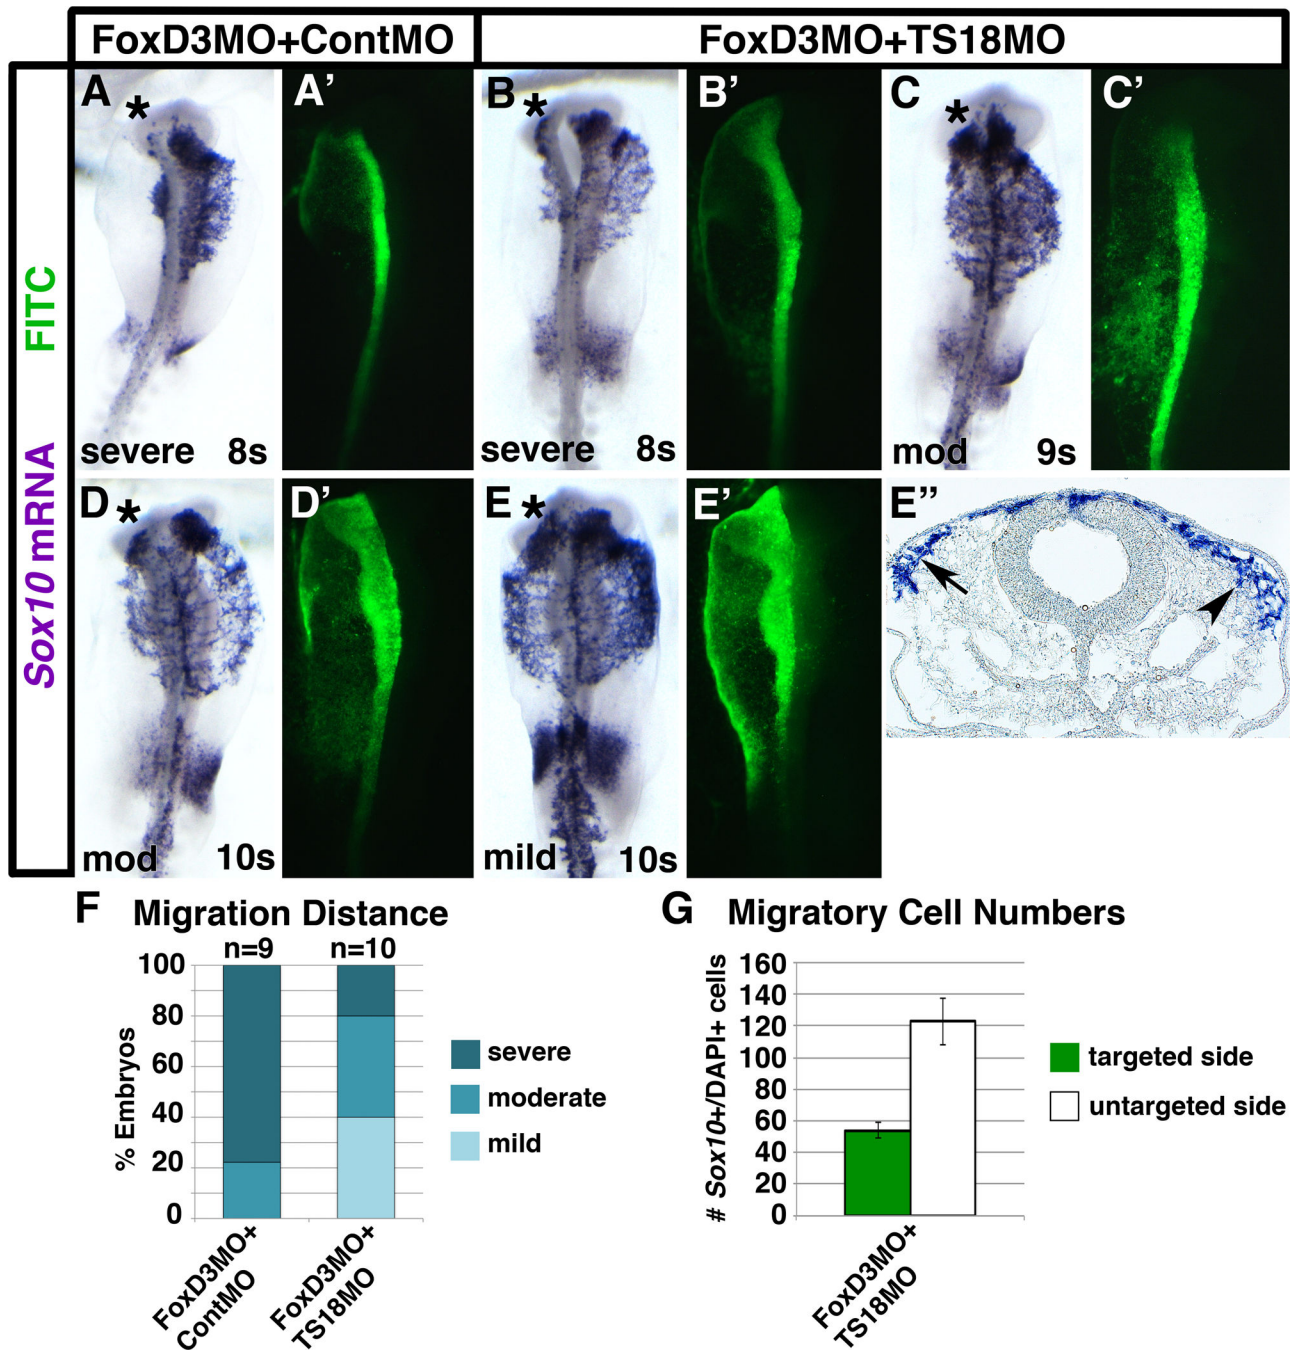 FoxD3MO+ContMO
FoxD3MO+TS18MO
FITC
Sox10 mRNA
A
*
severe
8s
A’
B
*
severe
8s
B’
C
*
mod
9s
C’
D
*
mod
10s
D’
E
*
mild
10s
E’
E”
F
Migration Distance
n=9
n=10
% Embryos
100
80
60
40
20
0
FoxD3MO+
ContMO
FoxD3MO+
TS18MO
severe
moderate
mild
G
Migratory Cell Numbers
# Sox10+/DAPI+ cells
160
140
120
100
80
60
40
20
0
FoxD3MO+
TS18MO
targeted side
untargeted side